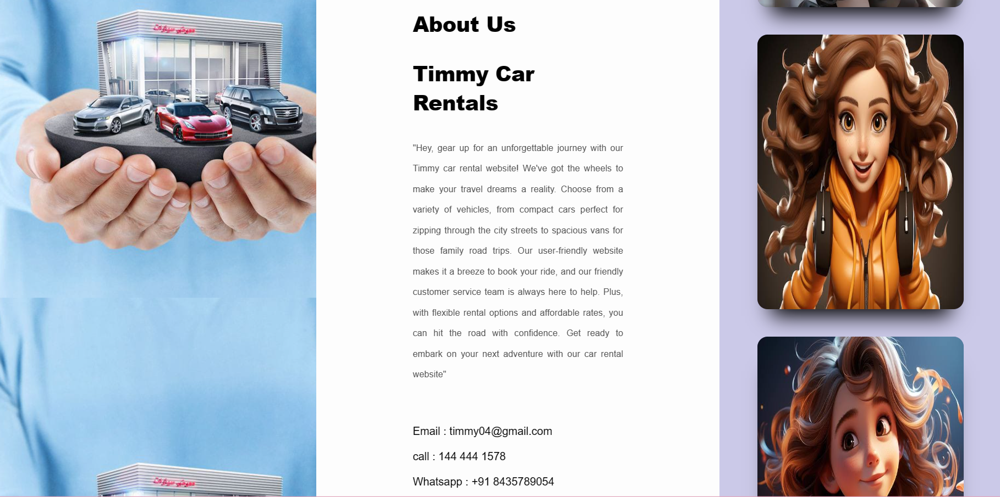 معرض سيارات
About Us
Timmy Car
Rentals
"Hey, gear up for an unforgettable journey with our
Timmy car rental website! We've got the wheels to
make your travel dreams a reality. Choose from a
variety of vehicles, from compact cars perfect for
zipping through the city streets to spacious vans for
those family road trips. Our user-friendly website
makes it a breeze to book your ride, and our friendly
customer service team is always here to help. Plus,
with flexible rental options and affordable rates, you
can hit the road with confidence. Get ready to
embark on your next adventure with our car rental
website"
Email : timmy04@gmail.com
call : 144 444 1578
Whatsapp : +91 8435789054
معرض سيارات